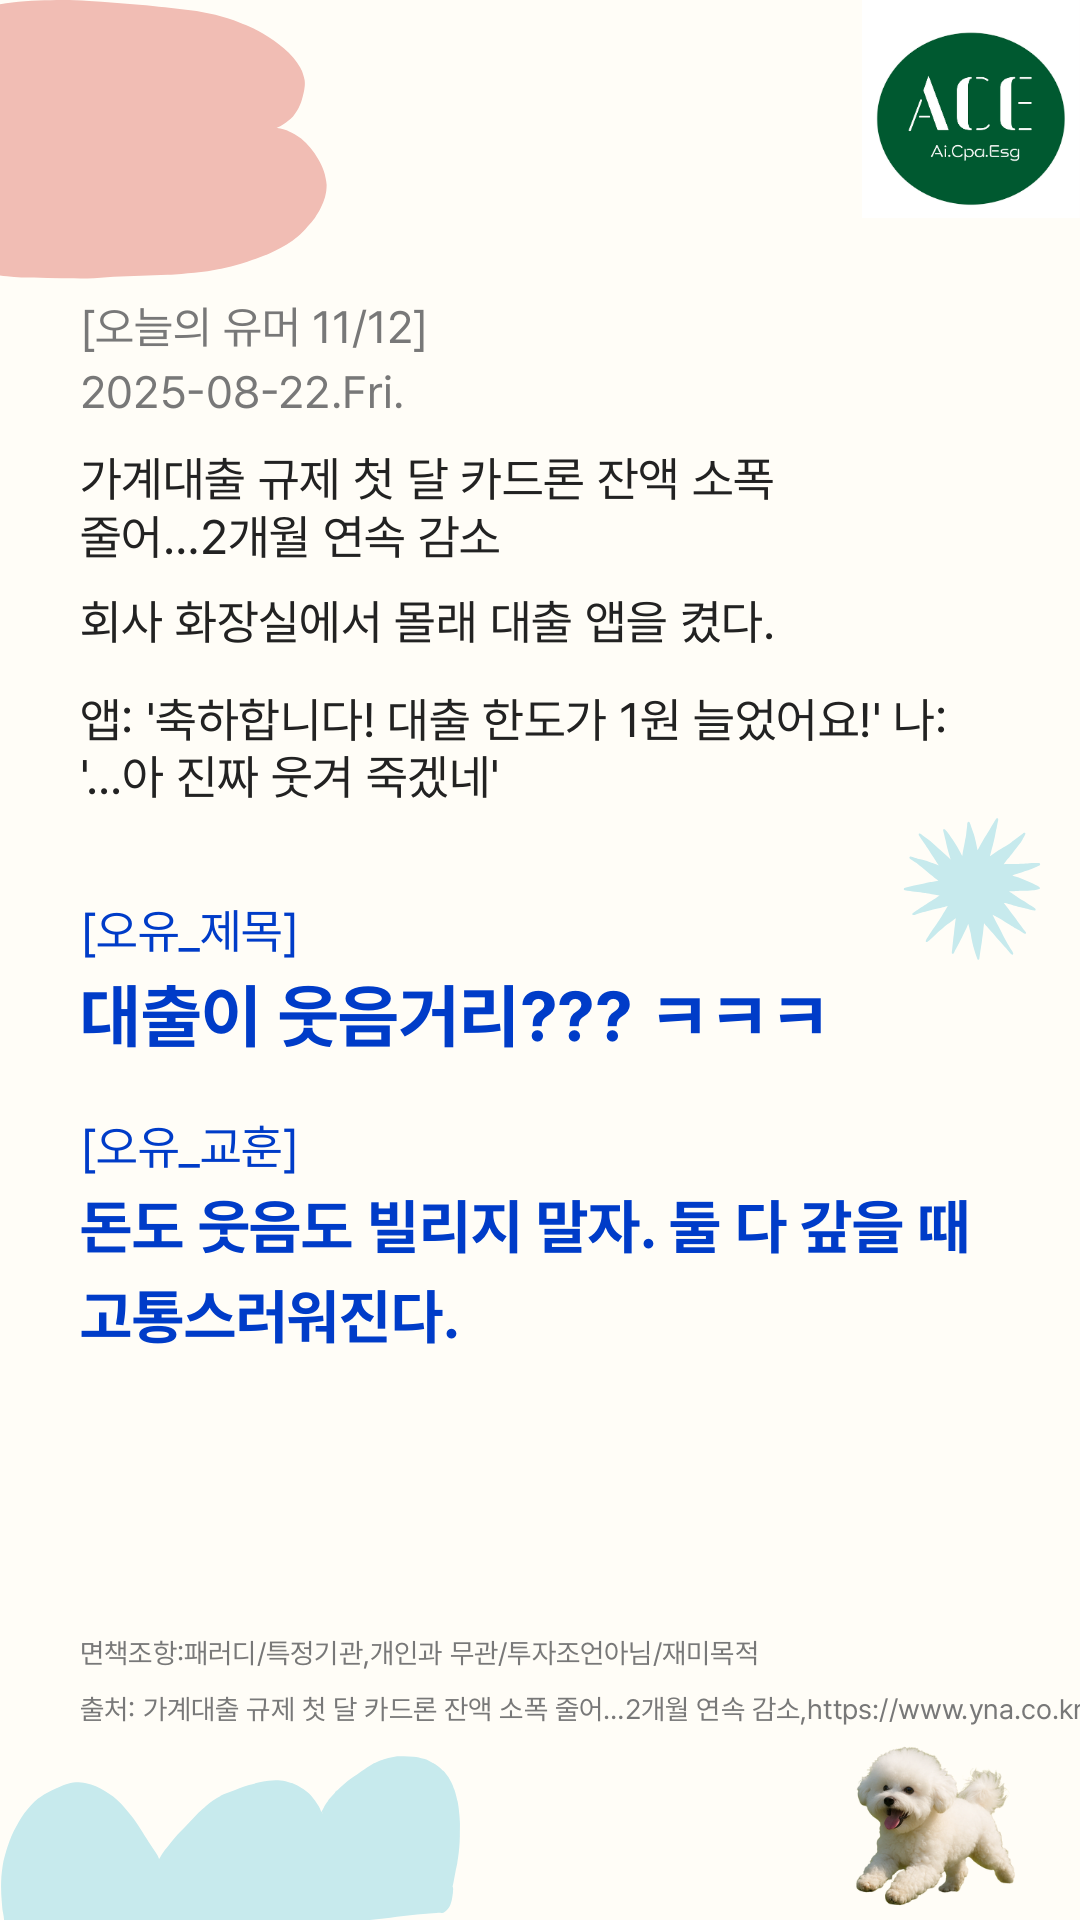 ACE
Ai.Cpa.Esg
[오늘의 유머 11/12]
2025-08-22.Fri.
가계대출 규제 첫 달 카드론 잔액 소폭
줄어…2개월 연속 감소
회사 화장실에서 몰래 대출 앱을 켰다.
앱: '축하합니다! 대출 한도가 1원 늘었어요!' 나:
'…아 진짜 웃겨 죽겠네'
[오유_제목]
대출이 웃음거리??? ㅋㅋㅋ
[오유_교훈]
돈도 웃음도 빌리지 말자. 둘 다 갚을 때
고통스러워진다.
면책조항:패러디/특정기관,개인과 무관/투자조언아님/재미목적
출처: 가계대출 규제 첫 달 카드론 잔액 소폭 줄어…2개월 연속 감소,https://www.yna.co.kr